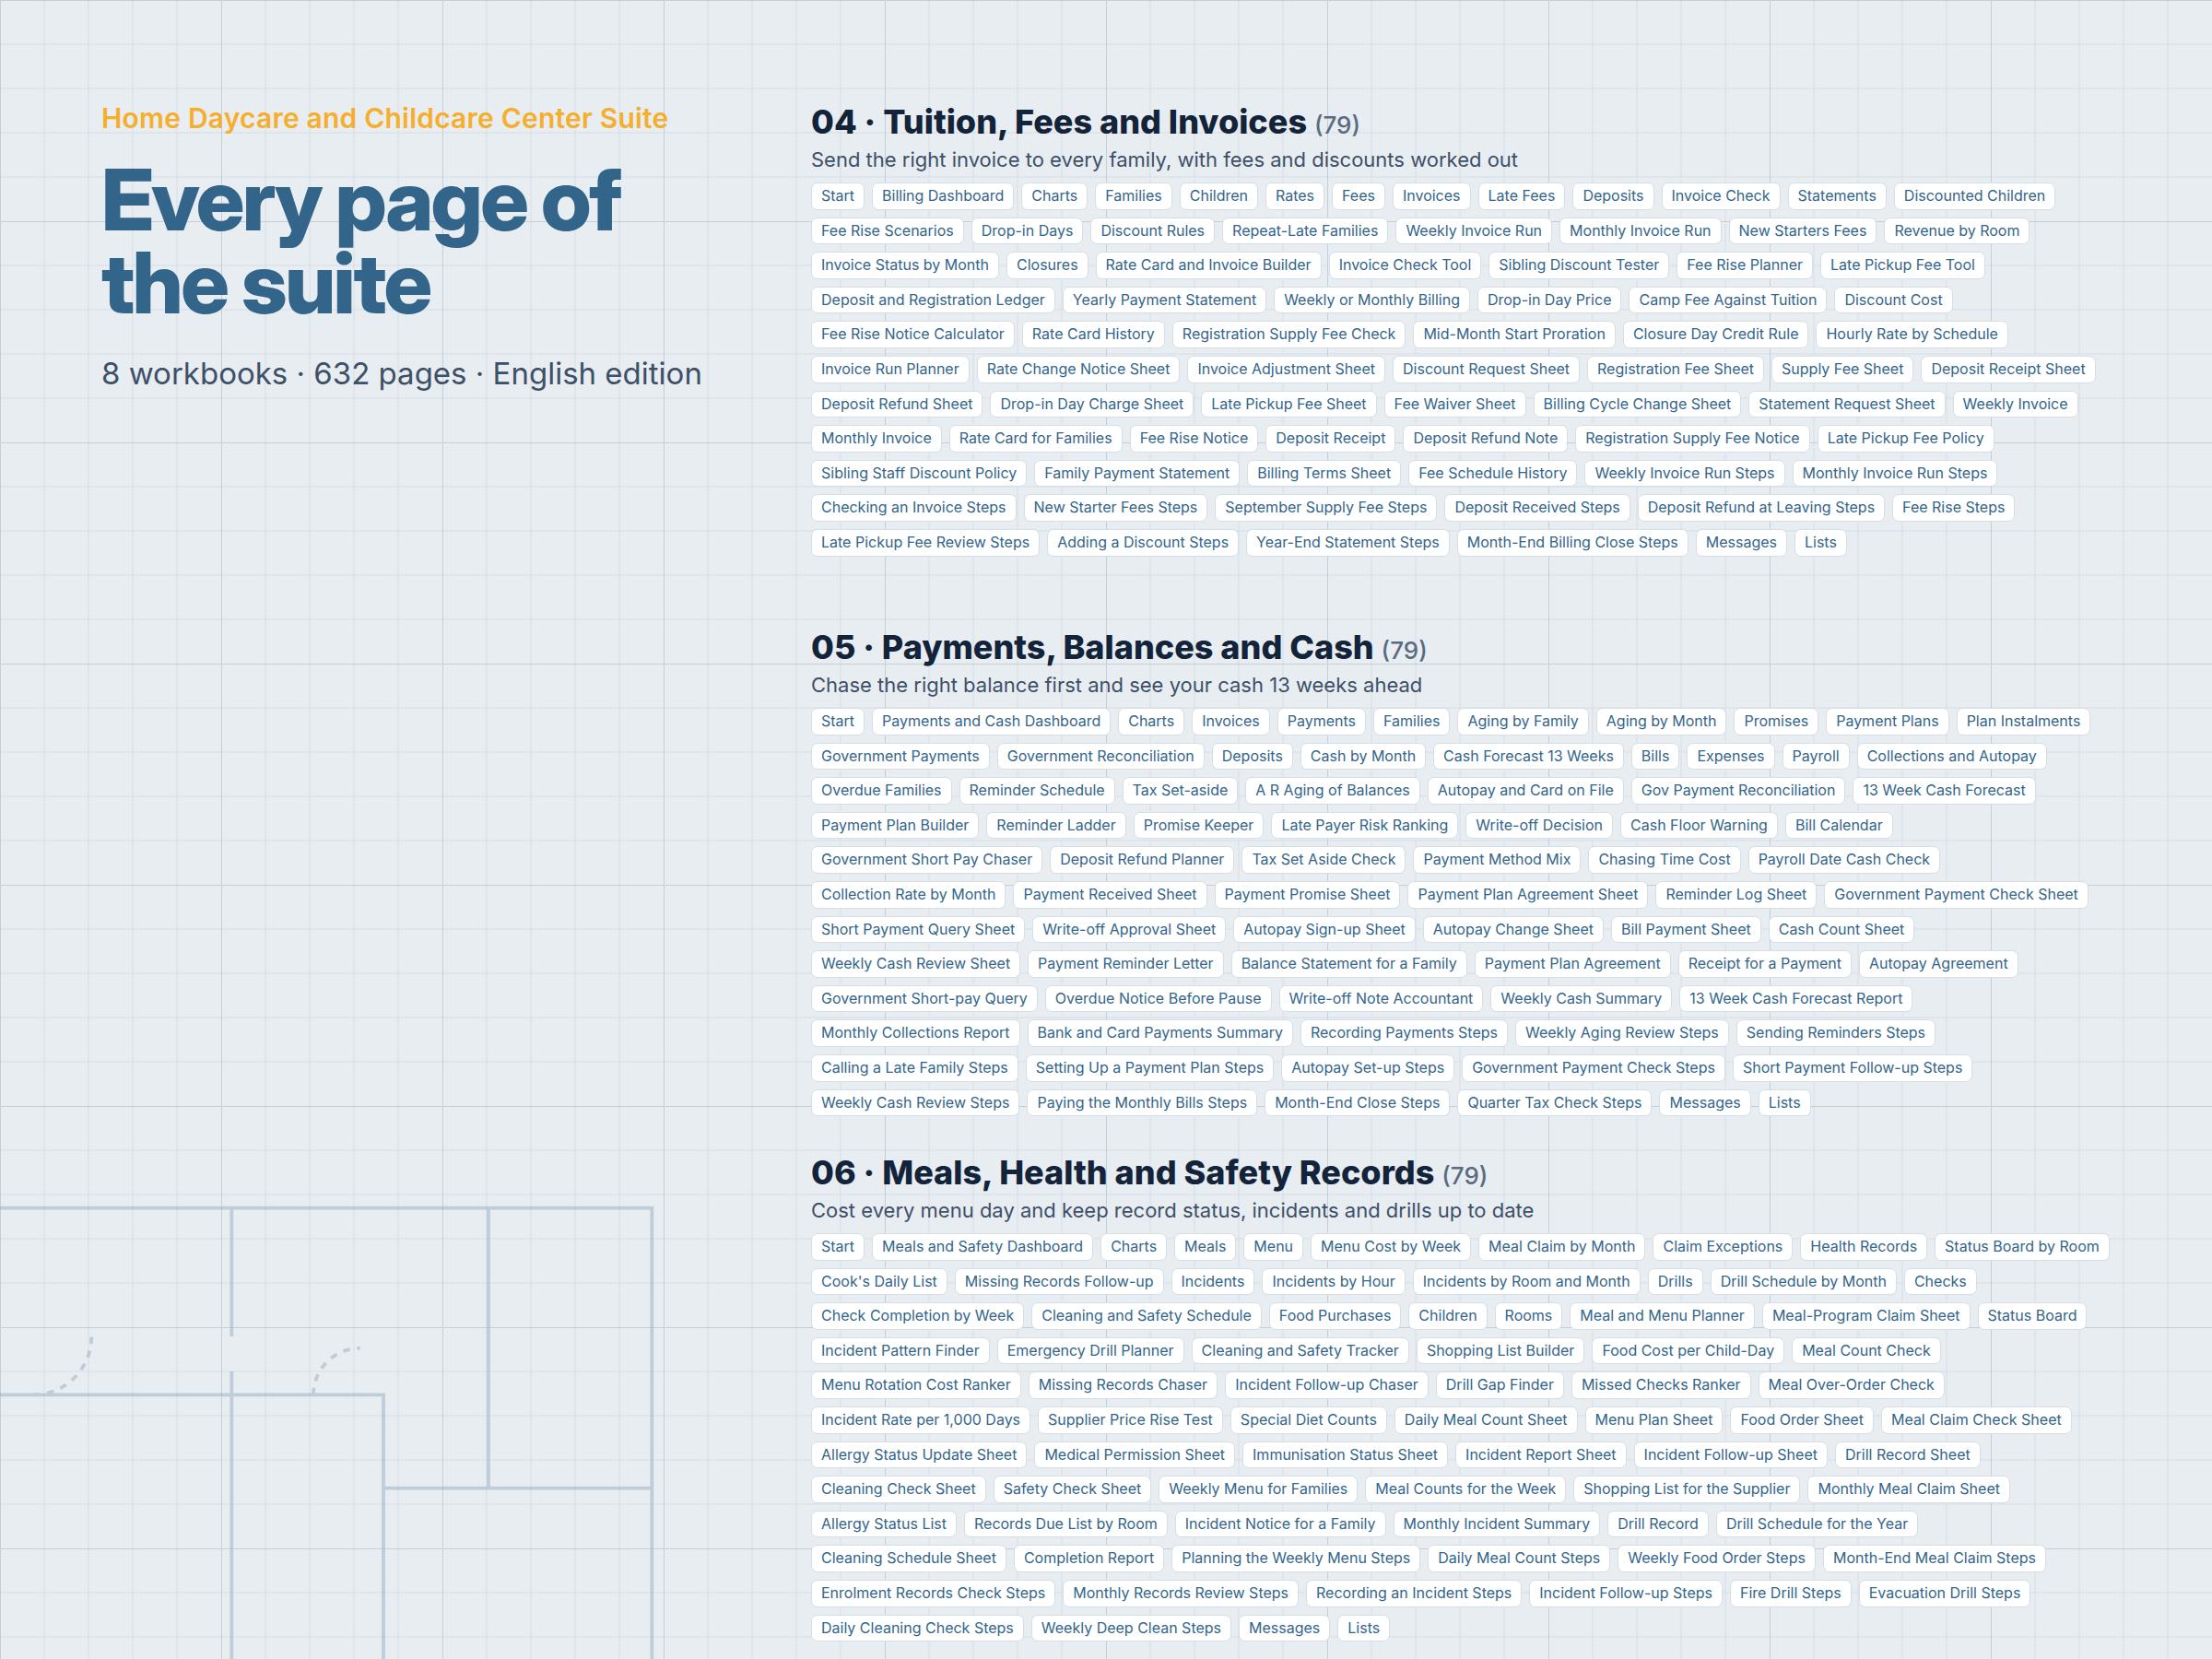 Home Daycare and Childcare Center Suite
Every page of
the suite
8 workbooks · 632 pages · English edition
04 · Tuition, Fees and Invoices (79)
Send the right invoice to every family, with fees and discounts worked out
Start Billing Dashboard Charts Families Children Rates Fees Invoices Late Fees Deposits Invoice Check Statements Discounted Children
Fee Rise Scenarios Drop-in Days Discount Rules Repeat-Late Families Weekly Invoice Run Monthly Invoice Run New Starters Fees Revenue by Room
Invoice Status by Month Closures Rate Card and Invoice Builder Invoice Check Tool Sibling Discount Tester Fee Rise Planner Late Pickup Fee Tool
Deposit and Registration Ledger Yearly Payment Statement Weekly or Monthly Billing Drop-in Day Price Camp Fee Against Tuition Discount Cost
Fee Rise Notice Calculator Rate Card History Registration Supply Fee Check Mid-Month Start Proration Closure Day Credit Rule Hourly Rate by Schedule
Invoice Run Planner Rate Change Notice Sheet Invoice Adjustment Sheet Discount Request Sheet Registration Fee Sheet Supply Fee Sheet Deposit Receipt Sheet
Deposit Refund Sheet Drop-in Day Charge Sheet Late Pickup Fee Sheet Fee Waiver Sheet Billing Cycle Change Sheet Statement Request Sheet Weekly Invoice
Monthly Invoice Rate Card for Families Fee Rise Notice Deposit Receipt Deposit Refund Note Registration Supply Fee Notice Late Pickup Fee Policy
Sibling Staff Discount Policy Family Payment Statement Billing Terms Sheet Fee Schedule History Weekly Invoice Run Steps Monthly Invoice Run Steps
Checking an Invoice Steps New Starter Fees Steps September Supply Fee Steps Deposit Received Steps Deposit Refund at Leaving Steps Fee Rise Steps
Late Pickup Fee Review Steps Adding a Discount Steps Year-End Statement Steps Month-End Billing Close Steps Messages Lists
05 · Payments, Balances and Cash (79)
Chase the right balance first and see your cash 13 weeks ahead
Start Payments and Cash Dashboard Charts Invoices Payments Families Aging by Family Aging by Month Promises Payment Plans Plan Instalments
Government Payments Government Reconciliation Deposits Cash by Month Cash Forecast 13 Weeks Bills Expenses Payroll Collections and Autopay
Overdue Families Reminder Schedule Tax Set-aside A R Aging of Balances Autopay and Card on File Gov Payment Reconciliation 13 Week Cash Forecast
Payment Plan Builder Reminder Ladder Promise Keeper Late Payer Risk Ranking Write-off Decision Cash Floor Warning Bill Calendar
Government Short Pay Chaser Deposit Refund Planner Tax Set Aside Check Payment Method Mix Chasing Time Cost Payroll Date Cash Check
Collection Rate by Month Payment Received Sheet Payment Promise Sheet Payment Plan Agreement Sheet Reminder Log Sheet Government Payment Check Sheet
Short Payment Query Sheet Write-off Approval Sheet Autopay Sign-up Sheet Autopay Change Sheet Bill Payment Sheet Cash Count Sheet
Weekly Cash Review Sheet Payment Reminder Letter Balance Statement for a Family Payment Plan Agreement Receipt for a Payment Autopay Agreement
Government Short-pay Query Overdue Notice Before Pause Write-off Note Accountant Weekly Cash Summary 13 Week Cash Forecast Report
Monthly Collections Report Bank and Card Payments Summary Recording Payments Steps Weekly Aging Review Steps Sending Reminders Steps
Calling a Late Family Steps Setting Up a Payment Plan Steps Autopay Set-up Steps Government Payment Check Steps Short Payment Follow-up Steps
Weekly Cash Review Steps Paying the Monthly Bills Steps Month-End Close Steps Quarter Tax Check Steps Messages Lists
06 · Meals, Health and Safety Records (79)
Cost every menu day and keep record status, incidents and drills up to date
Start Meals and Safety Dashboard Charts Meals Menu Menu Cost by Week Meal Claim by Month Claim Exceptions Health Records Status Board by Room
Cook's Daily List Missing Records Follow-up Incidents Incidents by Hour Incidents by Room and Month Drills Drill Schedule by Month Checks
Check Completion by Week Cleaning and Safety Schedule Food Purchases Children Rooms Meal and Menu Planner Meal-Program Claim Sheet Status Board
Incident Pattern Finder Emergency Drill Planner Cleaning and Safety Tracker Shopping List Builder Food Cost per Child-Day Meal Count Check
Menu Rotation Cost Ranker Missing Records Chaser Incident Follow-up Chaser Drill Gap Finder Missed Checks Ranker Meal Over-Order Check
Incident Rate per 1,000 Days Supplier Price Rise Test Special Diet Counts Daily Meal Count Sheet Menu Plan Sheet Food Order Sheet Meal Claim Check Sheet
Allergy Status Update Sheet Medical Permission Sheet Immunisation Status Sheet Incident Report Sheet Incident Follow-up Sheet Drill Record Sheet
Cleaning Check Sheet Safety Check Sheet Weekly Menu for Families Meal Counts for the Week Shopping List for the Supplier Monthly Meal Claim Sheet
Allergy Status List Records Due List by Room Incident Notice for a Family Monthly Incident Summary Drill Record Drill Schedule for the Year
Cleaning Schedule Sheet Completion Report Planning the Weekly Menu Steps Daily Meal Count Steps Weekly Food Order Steps Month-End Meal Claim Steps
Enrolment Records Check Steps Monthly Records Review Steps Recording an Incident Steps Incident Follow-up Steps Fire Drill Steps Evacuation Drill Steps
Daily Cleaning Check Steps Weekly Deep Clean Steps Messages Lists